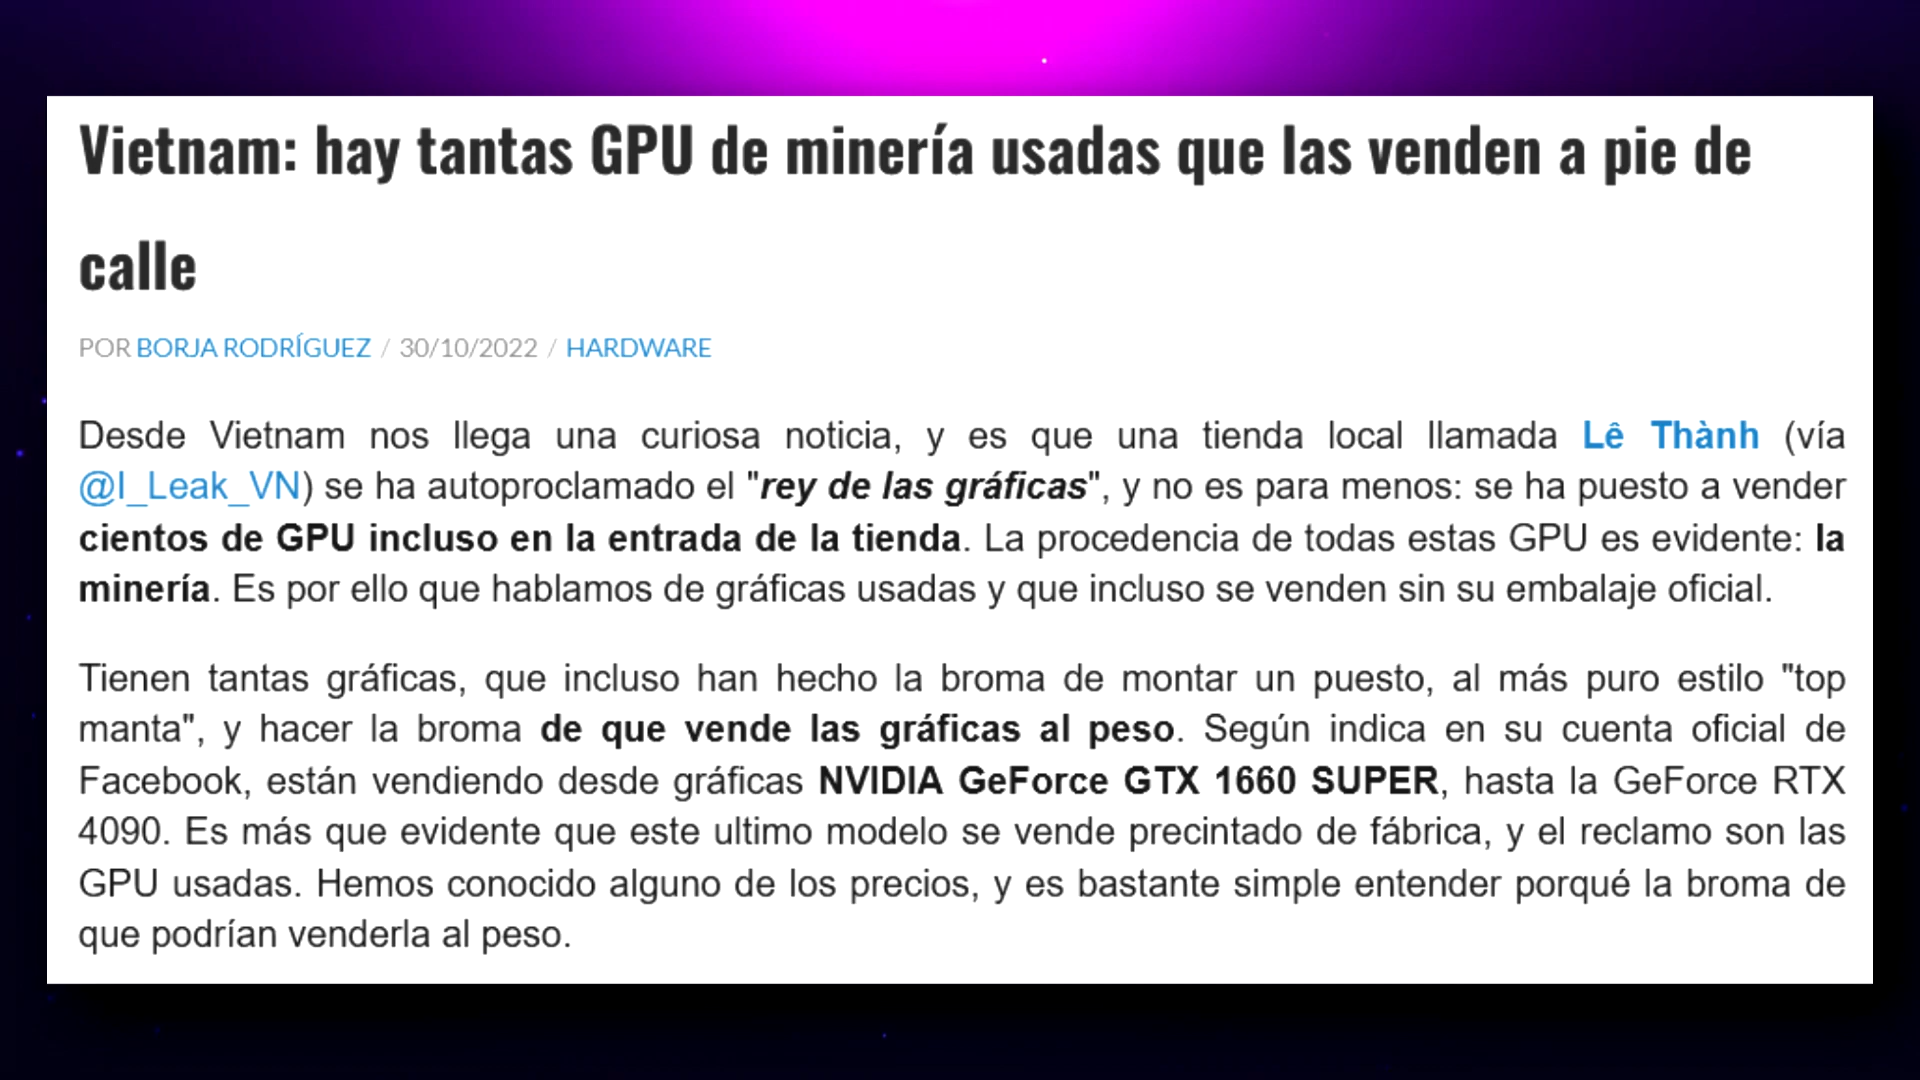 Vietnam: hay tantas GPU de minería usadas que las venden a pie de
calle
POR BORJA RODRÍGUEZ / 30/10/2022 / HARDWARE
Desde Vietnam nos llega una curiosa noticia, y es que una tienda local llamada Lê Thành (vía
@I_Leak_VN) se ha autoproclamado el "rey de las gráficas", y no es para menos: se ha puesto a vender
cientos de GPU incluso en la entrada de la tienda. La procedencia de todas estas GPU es evidente: la
minería. Es por ello que hablamos de gráficas usadas y que incluso se venden sin su embalaje oficial.
Tienen tantas gráficas, que incluso han hecho la broma de montar un puesto, al más puro estilo "top
manta", y hacer la broma de que vende las gráficas al peso. Según indica en su cuenta oficial de
Facebook, están vendiendo desde gráficas NVIDIA GeForce GTX 1660 SUPER, hasta la GeForce RTX
4090. Es más que evidente que este ultimo modelo se vende precintado de fábrica, y el reclamo son las
GPU usadas. Hemos conocido alguno de los precios, y es bastante simple entender porqué la broma de
que podrían venderla al peso.